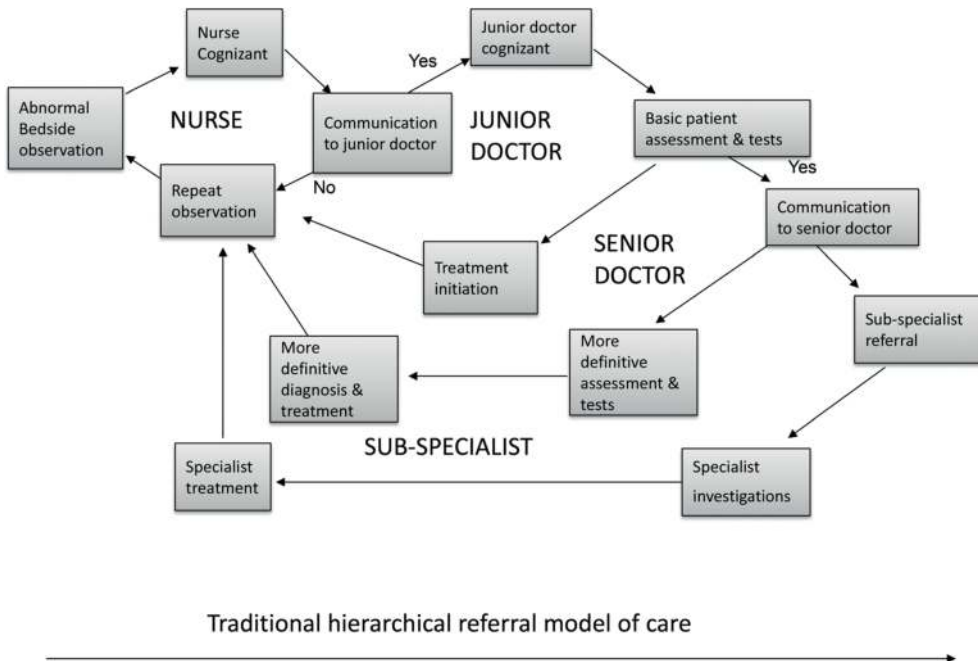 Nurse
Cognizant
Junior doctor
cognizant
Yes
Abnormal
Bedside
observation
NURSE
Communication
to junior doctor
JUNIOR
DOCTOR
Basic patient
assessment & tests
No
Yes
Repeat
observation
Communication
to senior doctor
SENIOR
DOCTOR
Treatment
initiation
Sub-specialist
referral
More
definitive
diagnosis &
treatment
More
definitive
assessment &
tests
SUB-SPECIALIST
Specialist
treatment
Specialist
investigations
Traditional hierarchical referral model of care